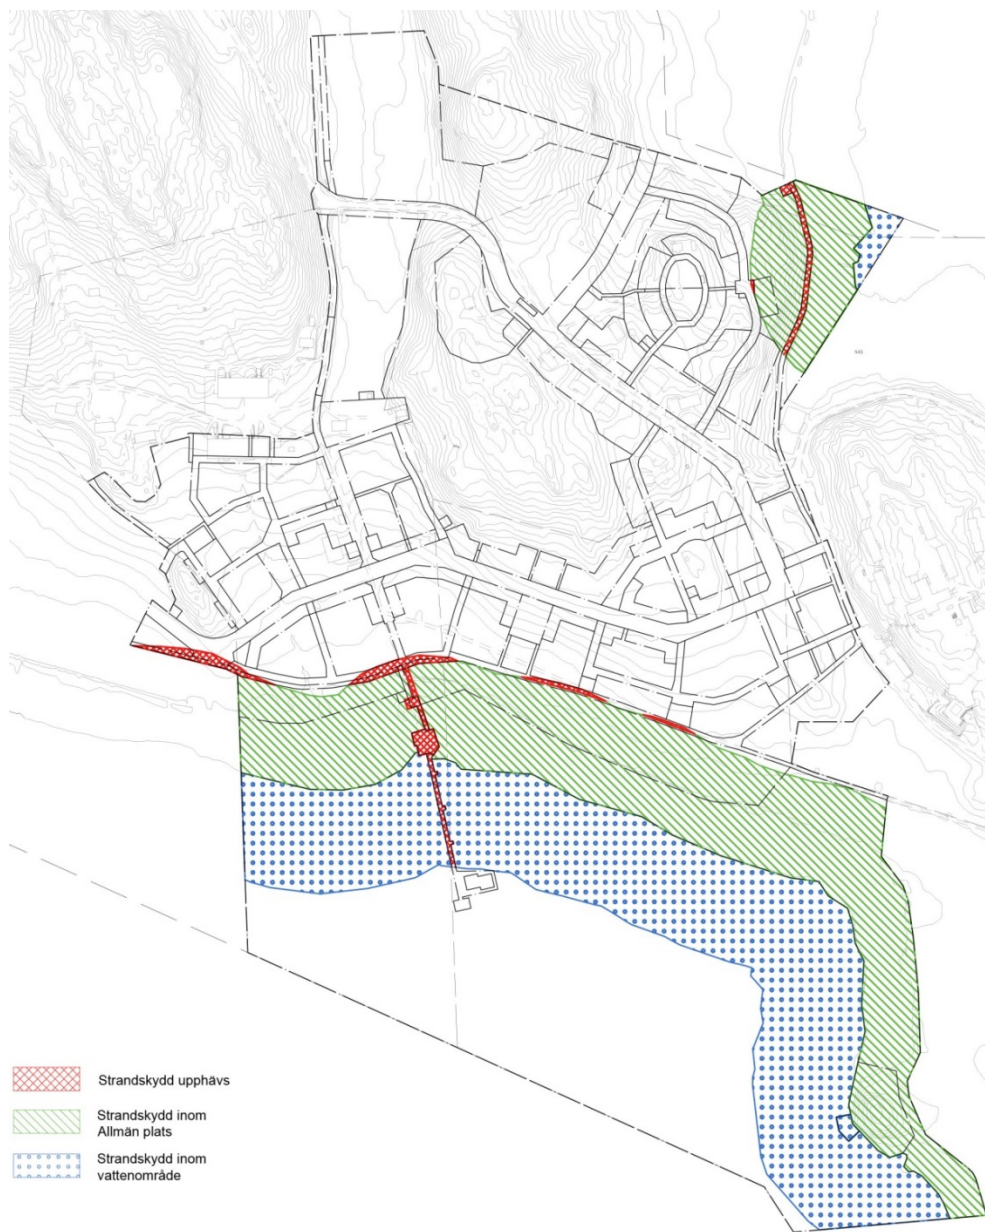 Strandskydd upphävs
Strandskydd inom
Allmän plats
Strandskydd inom
vattenområde